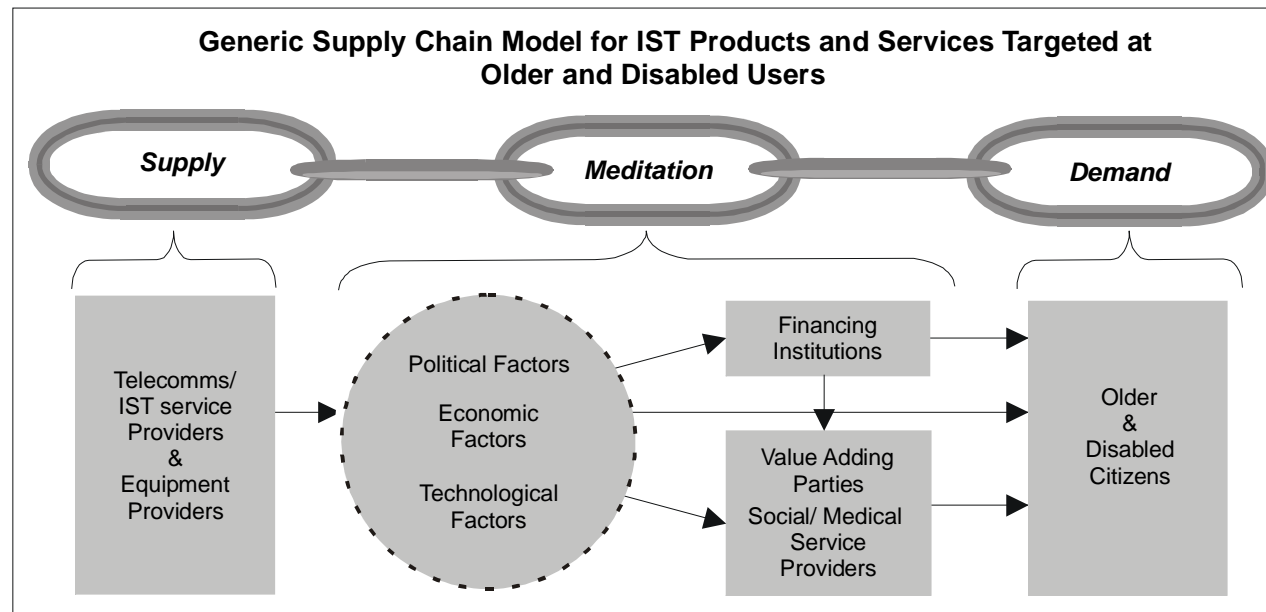 Generic Supply Chain Model for IST Products and Services Targeted at
Older and Disabled Users
Supply
Meditation
Demand
Telecomms/
IST service
Providers
&
Equipment
Providers
Political Factors
Economic
Factors
Technological
Factors
Financing
Institutions
Value Adding
Parties
Social/ Medical
Service
Providers
Older
&
Disabled
Citizens